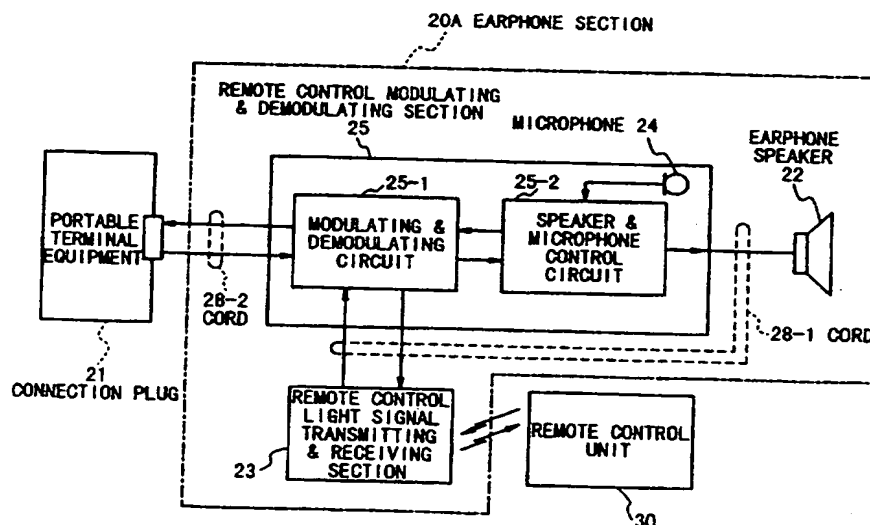 20A EARPHONE SECTION
REMOTE CONTROL MODULATING
& DEMODULATING SECTION
25
MICROPHONE 24
EARPHONE
SPEAKER
22
25-1
25-2
PORTABLE
TERMINAL
EQUIPMENT
MODULATING &
DEMODULATING
CIRCUIT
SPEAKER &
MICROPHONE
CONTROL
CIRCUIT
28-2
CORD
28-1 CORD
21
CONNECTION PLUG
REMOTE CONTROL
LIGHT SIGNAL
TRANSMITTING
& RECEIVING
SECTION
23
REMOTE CONTROL
UNIT
30